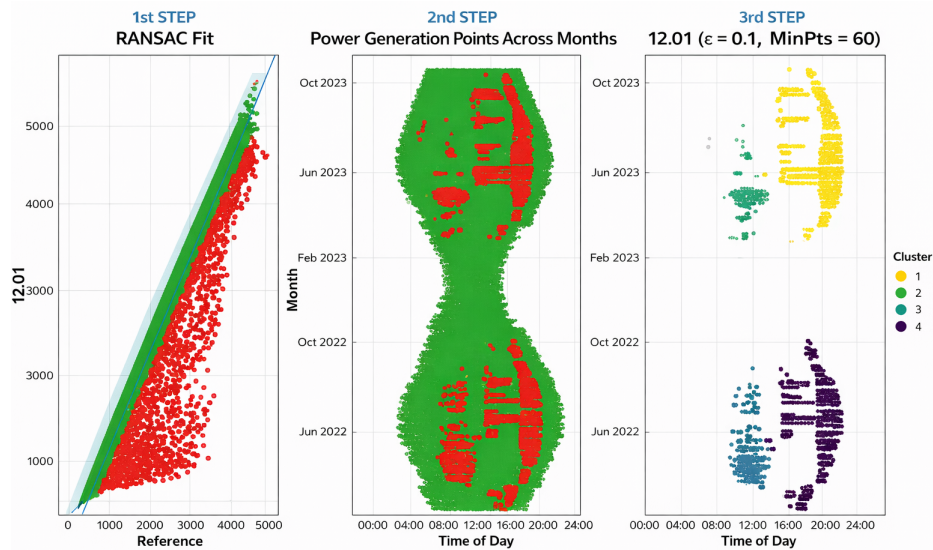 1st STEP
RANSAC Fit
12.01
5000
4000
3000
3000
1000
0 1000 2000 3000 4000 5000
Reference
2nd STEP
Power Generation Points Across Months
Month
Oct 2023
Jun 2023
Feb 2023
Oct 2022
Jun 2022
00:00 04:00 08:00 12:00 16:00 20:00 24:00
Time of Day
3rd STEP
12.01 (ε = 0.1, MinPts = 60)
Oct 2023
Jun 2023
Feb 2023
Oct 2022
Jun 2022
00:00 04:00 08:00 12:00 16:00 20:00 24:00
Time of Day
Cluster
1
2
3
4